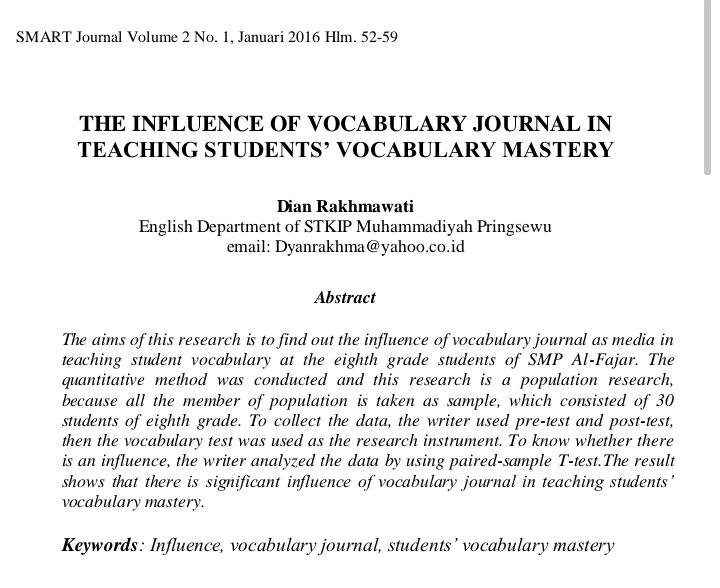 SMART Journal Volume 2 No. 1, Januari 2016 Hlm. 52-59
THE INFLUENCE OF VOCABULARY JOURNAL IN
TEACHING STUDENTS’ VOCABULARY MASTERY
Dian Rakhmawati
English Department of STKIP Muhammadiyah Pringsewu
email: Dyanrakhma@yahoo.co.id
Abstract
The aims of this research is to find out the influence of vocabulary journal as media in
teaching student vocabulary at the eighth grade students of SMP Al-Fajar. The
quantitative method was conducted and this research is a population research,
because all the member of population is taken as sample, which consisted of 30
students of eighth grade. To collect the data, the writer used pre-test and post-test,
then the vocabulary test was used as the research instrument. To know whether there
is an influence, the writer analyzed the data by using paired-sample T-test.The result
shows that there is significant influence of vocabulary journal in teaching students’
vocabulary mastery.
Keywords: Influence, vocabulary journal, students’ vocabulary mastery